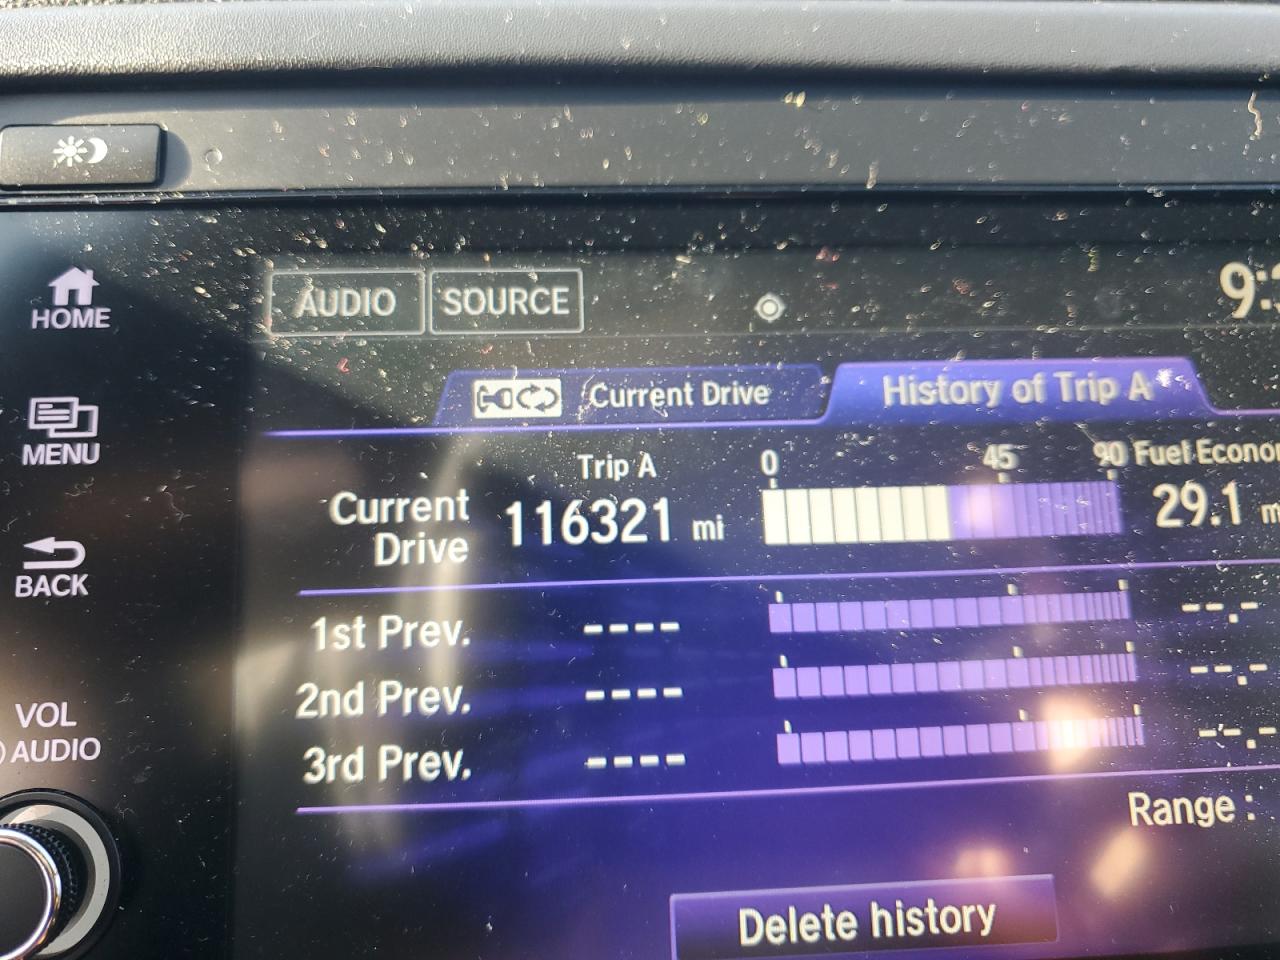 AUDIO SOURCE
HOME
Current Drive History of Trip A
MENU
Trip A 0 45 90 Fuel
Current Drive 116321 mi 29.1
BACK
1st Prev. ---- --.-
2nd Prev. ---- --.-
VOL
AUDIO
3rd Prev. ---- --.-
Range :
Delete history